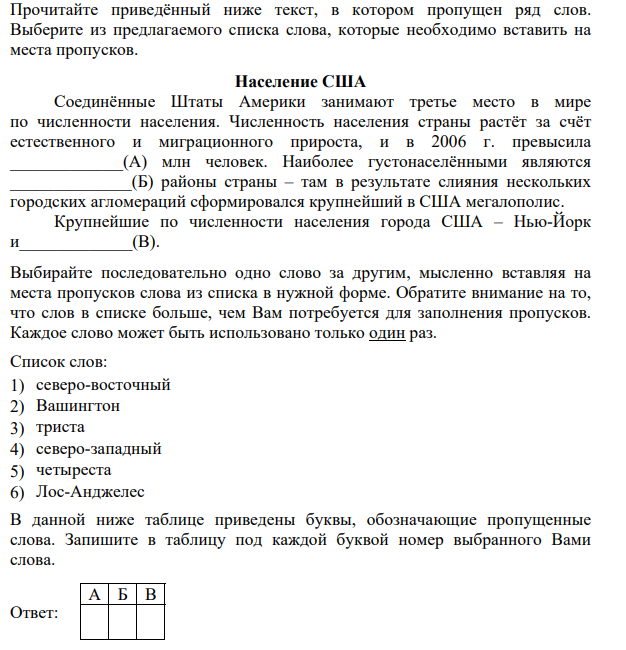 Прочитайте приведённый ниже текст, в котором пропущен ряд слов.
Выберите из предлагаемого списка слова, которые необходимо вставить на
места пропусков.
Население США
Соединённые Штаты Америки занимают третье место в мире
по численности населения. Численность населения страны растёт за счёт
естественного и миграционного прироста, и в 2006 г. превысила
_____________(А) млн человек. Наиболее густонаселёнными являются
______________(Б) районы страны – там в результате слияния нескольких
городских агломераций сформировался крупнейший в США мегалополис.
Крупнейшие по численности населения города США – Нью-Йорк
и_____________(В).
Выбирайте последовательно одно слово за другим, мысленно вставляя на
места пропусков слова из списка в нужной форме. Обратите внимание на то,
что слов в списке больше, чем Вам потребуется для заполнения пропусков.
Каждое слово может быть использовано только один раз.
Список слов:
1) северо-восточный
2) Вашингтон
3) триста
4) северо-западный
5) четыреста
6) Лос-Анджелес
В данной ниже таблице приведены буквы, обозначающие пропущенные
слова. Запишите в таблицу под каждой буквой номер выбранного Вами
слова.
А Б В
Ответ: